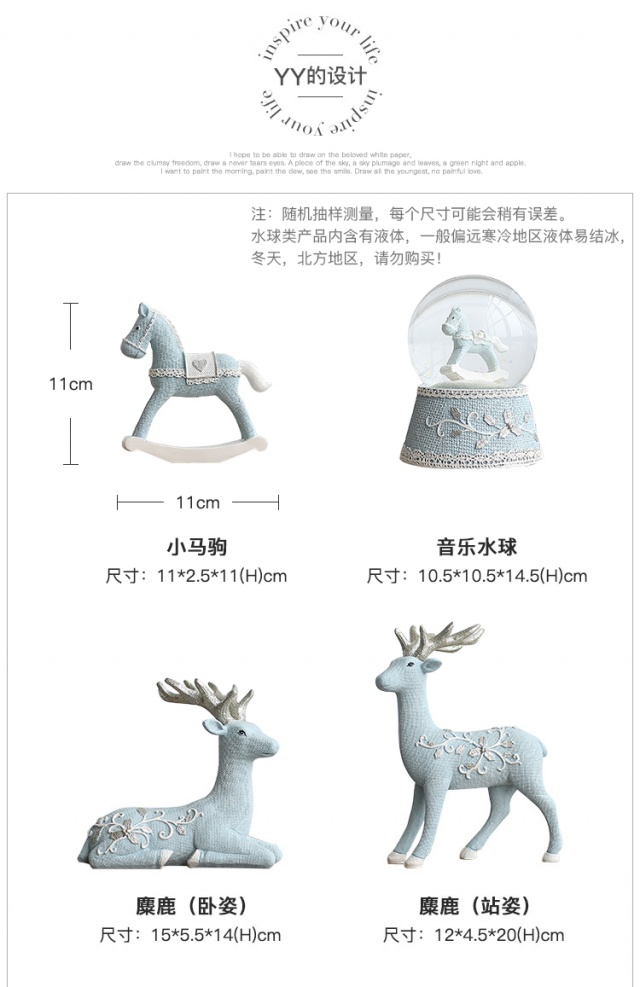 inspire your life
YY的设计
inspire your life
I hope to be able to draw on the beloved white paper,
draw the clumsy freedom, draw a never tears eyes. A piece of the sky, a sky plumage and leaves, a green night and apple.
I want to paint the morning, paint the dew, see the smile. Draw all the youngest, no painful love.
注：随机抽样测量，每个尺寸可能会稍有误差。
水球类产品内含有液体，一般偏远寒冷地区液体易结冰，
冬天，北方地区，请勿购买！
11cm
11cm
小马驹
尺寸：11*2.5*11(H)cm
音乐水球
尺寸：10.5*10.5*14.5(H)cm
麋鹿（卧姿）
尺寸：15*5.5*14(H)cm
麋鹿（站姿）
尺寸：12*4.5*20(H)cm